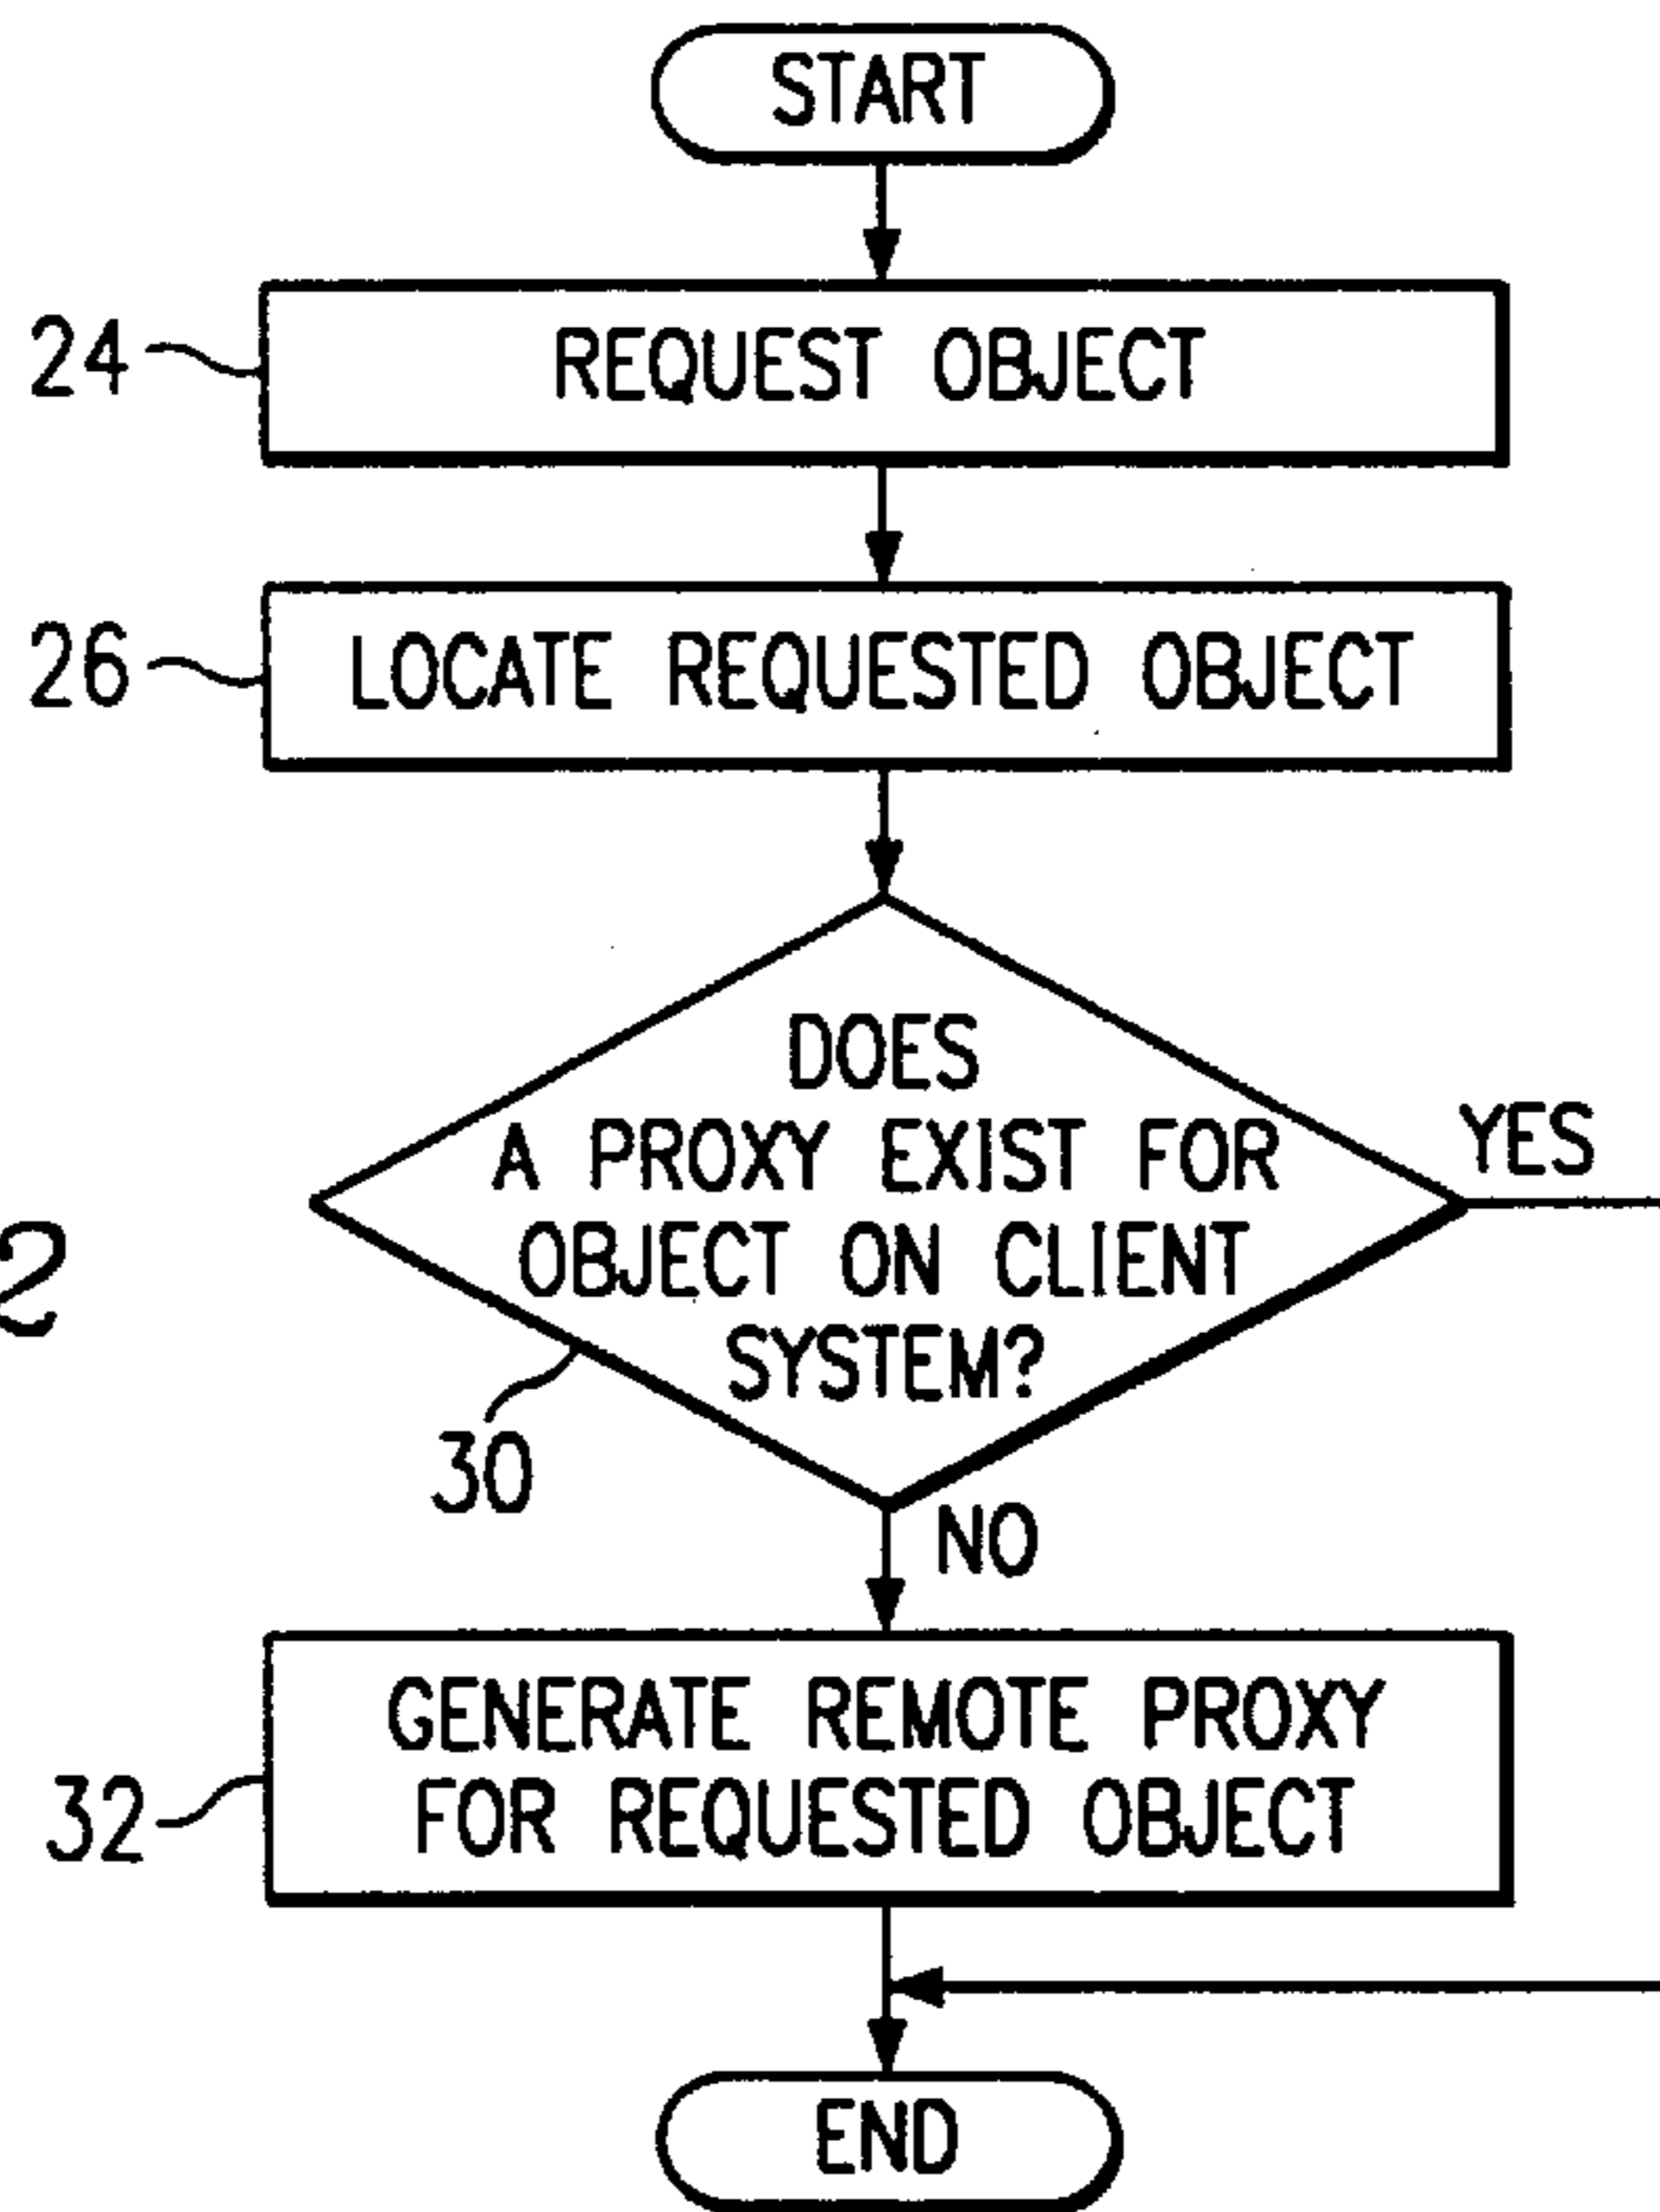 START
24
REQUEST OBJECT
26
LOCATE REQUESTED OBJECT
DOES
A PROXY EXIST FOR
OBJECT ON CLIENT
SYSTEM?
YES
2
30
NO
GENERATE REMOTE PROXY
FOR REQUESTED OBJECT
32
END